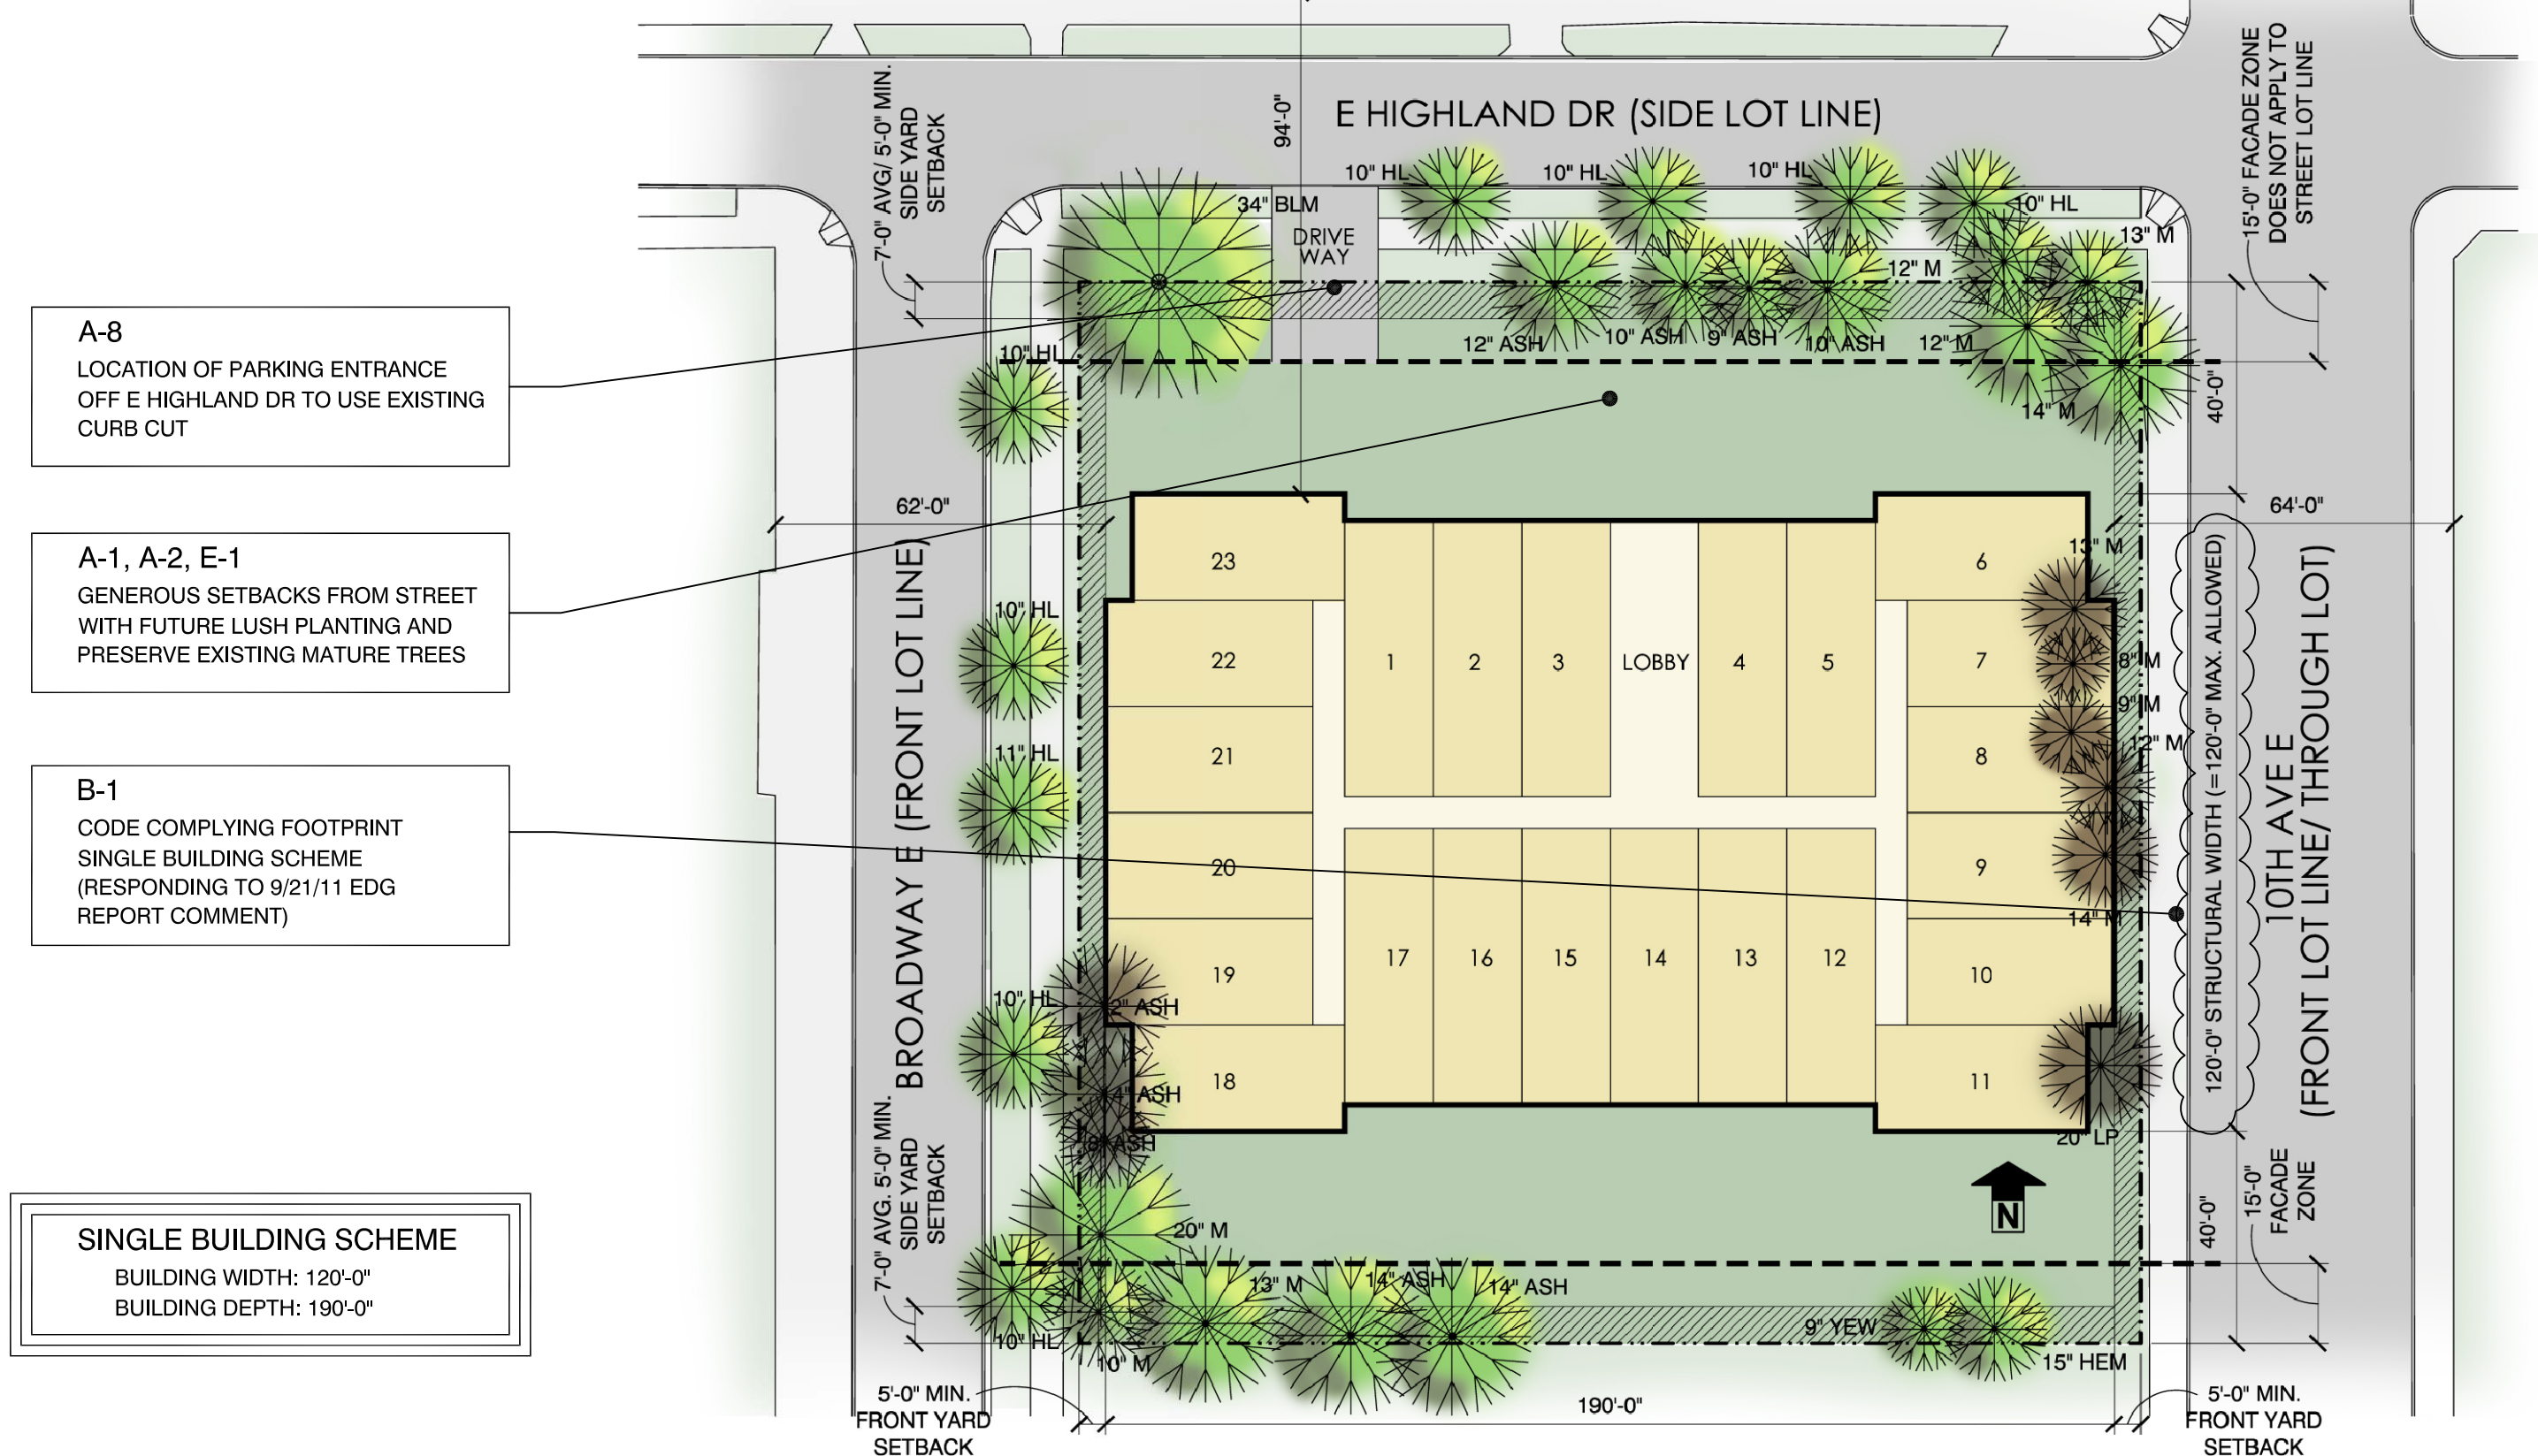 A-8
LOCATION OF PARKING ENTRANCE
OFF E HIGHLAND DR TO USE EXISTING
CURB CUT
A-1, A-2, E-1
GENEROUS SETBACKS FROM STREET
WITH FUTURE LUSH PLANTING AND
PRESERVE EXISTING MATURE TREES
B-1
CODE COMPLYING FOOTPRINT
SINGLE BUILDING SCHEME
(RESPONDING TO 9/21/11 EDG
REPORT COMMENT)
SINGLE BUILDING SCHEME
BUILDING WIDTH: 120'-0"
BUILDING DEPTH: 190'-0"
7'-0" AVG/ 5'-0" MIN.
SIDE YARD
SETBACK
94'-0"
E HIGHLAND DR (SIDE LOT LINE)
15'-0" FACADE ZONE
DOES NOT APPLY TO
STREET LOT LINE
10" HL
10" HL
10" HL
10" HL
34" BLM
DRIVE
WAY
13" M
12" M
12" ASH
10" ASH
9" ASH
10" ASH
12" M
14" M
10" HL
40'-0"
62'-0"
64'-0"
BROADWAY E (FRONT LOT LINE)
10" HL
11" HL
10" HL
23
22
21
20
19
18
1
2
3
LOBBY
4
5
6
7
8
9
10
11
17
16
15
14
13
12
13" M
8" M
9" M
12" M
14" M
20" LP
2" ASH
4" ASH
8" ASH
120'-0" STRUCTURAL WIDTH (=120'-0" MAX. ALLOWED)
10TH AVE E
(FRONT LOT LINE/ THROUGH LOT)
7'-0" AVG. 5'-0" MIN.
SIDE YARD
SETBACK
N
40'-0"
15'-0"
FACADE
ZONE
20" M
13" M
14" ASH
14" ASH
9" YEW
15" HEM
10" HL
10" M
5'-0" MIN.
FRONT YARD
SETBACK
190'-0"
5'-0" MIN.
FRONT YARD
SETBACK